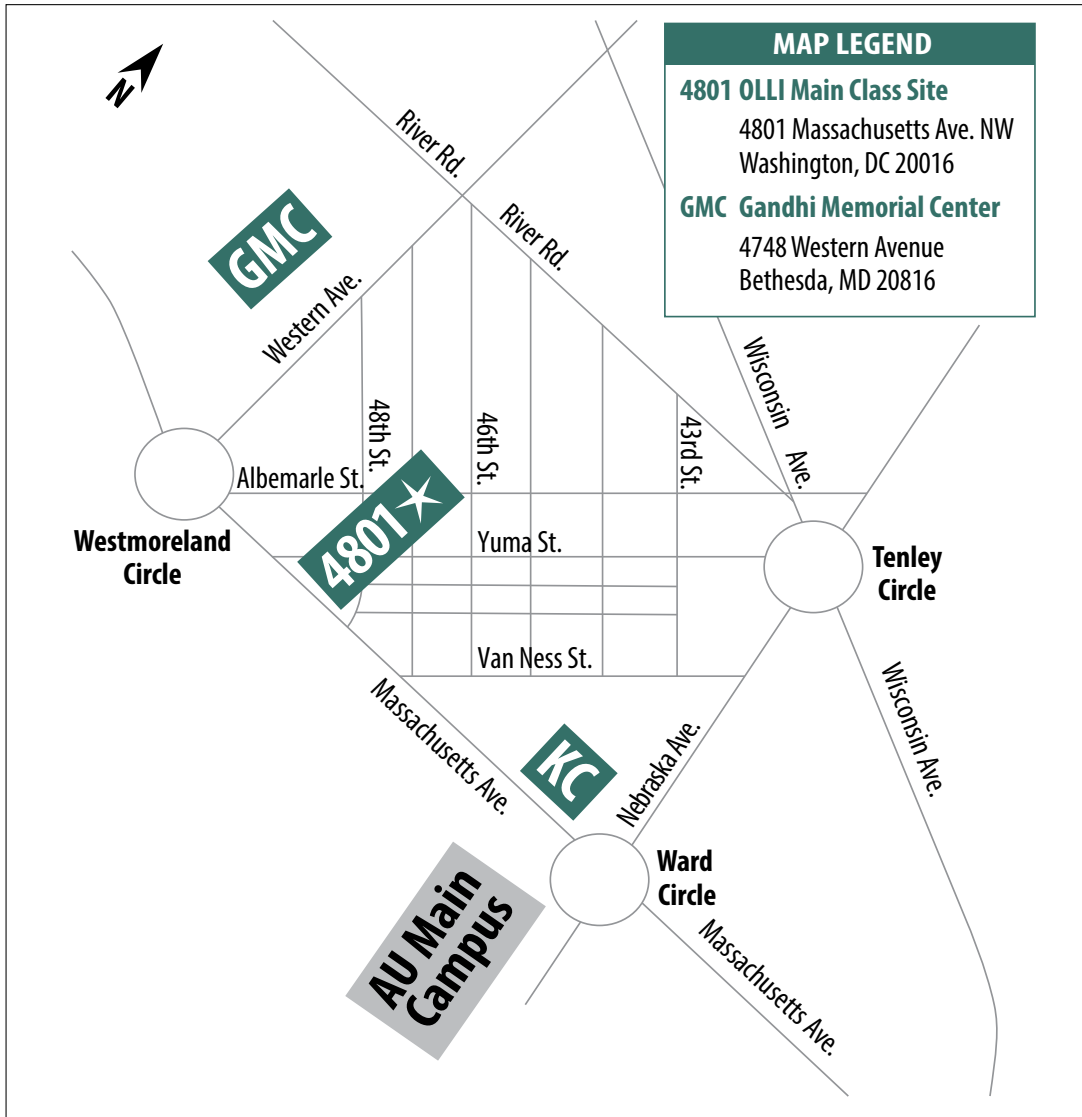 N
MAP LEGEND
4801 OLLI Main Class Site
4801 Massachusetts Ave. NW
Washington, DC 20016
GMC Gandhi Memorial Center
4748 Western Avenue
Bethesda, MD 20816
River Rd.
River Rd.
GMC
Western Ave.
Wisconsin
Ave.
48th St.
46th St.
43rd St.
Albemarle St.
4801
Westmoreland
Circle
Yuma St.
Tenley
Circle
Van Ness St.
Massachusetts Ave.
Wisconsin Ave.
KC
Nebraska Ave.
Ward
Circle
AU Main
Campus
Massachusetts Ave.